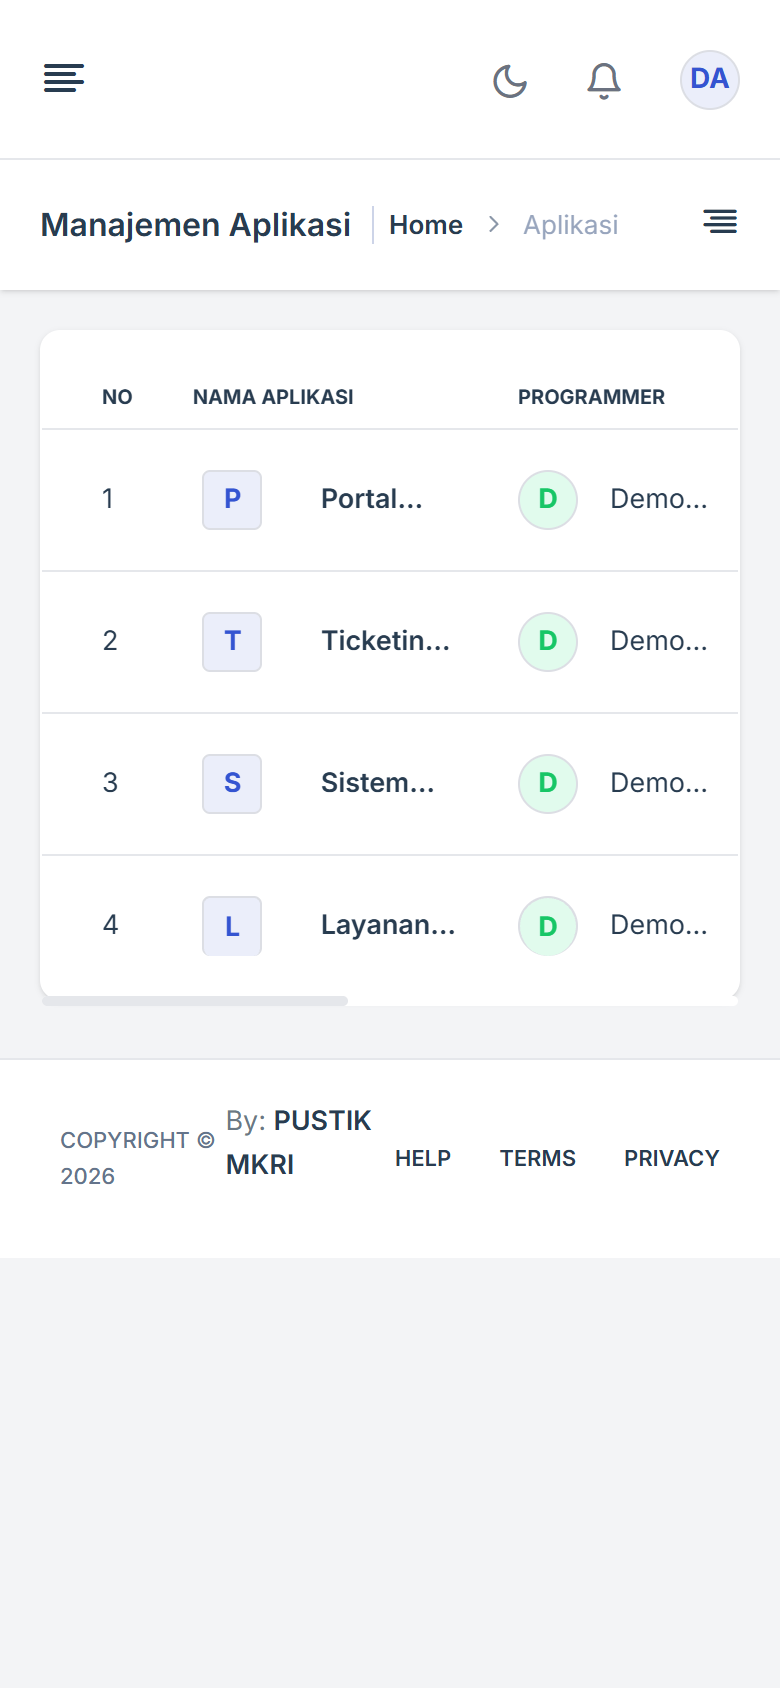 DA
Manajemen Aplikasi Home Aplikasi
NO NAMA APLIKASI PROGRAMMER
1 P Portal... D Demo...
2 T Ticketin... D Demo...
3 S Sistem... D Demo...
4 L Layanan... D Demo...
COPYRIGHT ©
2026
By: PUSTIK
MKRI
HELP TERMS PRIVACY